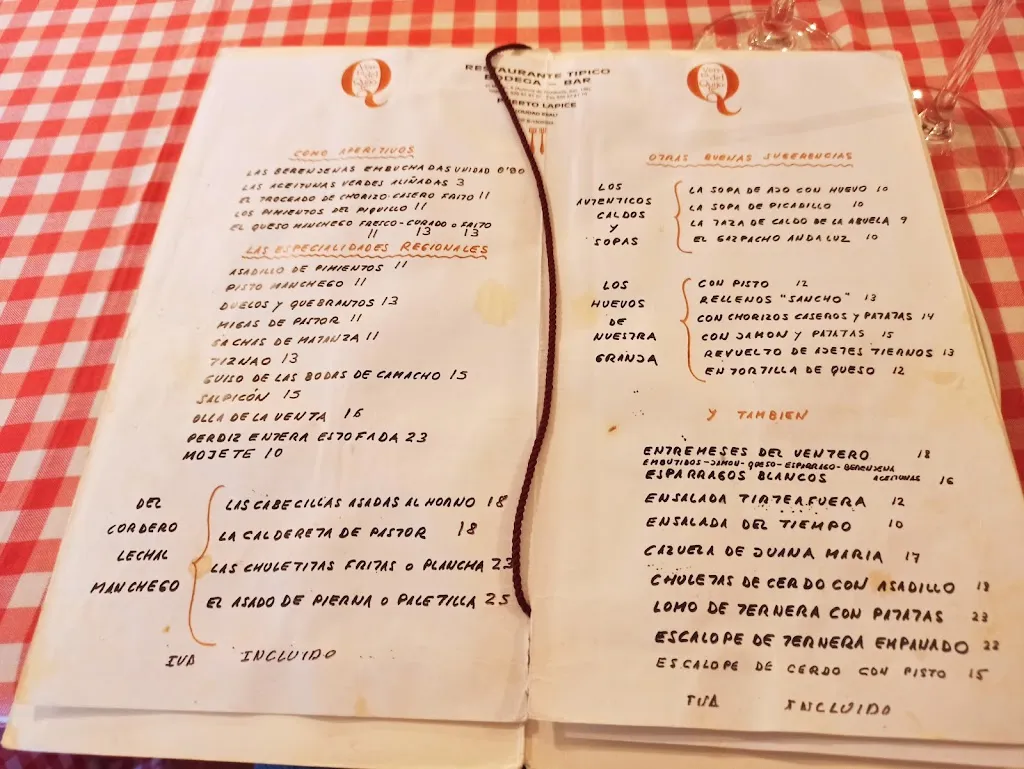 Venta del Quijote
RESTAURANTE TIPICO
BODEGA – BAR
PUERTO LAPICE
COMO APERITIVOS
LAS BERENJENAS EMBUCHADAS UNIDAD 0'00
LAS ACEITUNAS VERDES ALIÑADAS 3
EL TROCEADO DE CHORIZO CASERO FRITO 11
LOS PIMIENTOS DEL PIQUILLO 11
EL QUESO MANCHEGO FRESCO-CURADO o FRITO
11 13 13
LAS ESPECIALIDADES REGIONALES
ASADILLO DE PIMIENTOS 11
PISTO MANCHEGO 11
DUELOS Y QUEBRANTOS 13
MIGAS DE PASTOR 11
GACHAS DE MATANZA 11
TIZNAO 13
GUISO DE LAS BODAS DE CAMACHO 15
SALPICÓN 15
OLLA DE LA VENTA 16
PERDIZ ENTERA ESTOFADA 23
MOJETE 10
DEL
CORDERO
LECHAL
MANCHEGO
LAS CABECILLAS ASADAS AL HORNO 18
LA CALDERETA DE PASTOR 18
LAS CHULETITAS FRITAS o PLANCHA 23
EL ASADO DE PIERNA o PALETILLA 25
IVA INCLUIDO
OTRAS BUENAS SUGERENCIAS
LOS
AUTENTICOS
CALDOS
Y
SOPAS
LA SOPA DE AJO CON HUEVO 10
LA SOPA DE PICADILLO 10
LA TAZA DE CALDO DE LA ABUELA 9
EL GAZPACHO ANDALUZ 10
LOS
HUEVOS
DE
NUESTRA
GRANJA
CON PISTO 12
RELLENOS "SANCHO" 13
CON CHORIZOS CASEROS Y PATATAS 14
CON JAMON Y PATATAS 15
REVUELTO DE AJETES TIERNOS 13
EN TORTILLA DE QUESO 12
Y TAMBIEN
ENTREMESES DEL VENTERO 18
EMBUTIDOS-JAMON-QUESO-ESPARRAGO-BERENJENA
ACEITUNAS
ESPARRAGOS BLANCOS 16
ENSALADA TIRTEAFUERA 12
ENSALADA DEL TIEMPO 10
CAZUELA DE JUANA MARIA 17
CHULETAS DE CERDO CON ASADILLO 18
LOMO DE TERNERA CON PATATAS 23
ESCALOPE DE TERNERA EMPANADO 22
ESCALOPE DE CERDO CON PISTO 15
IVA INCLUIDO